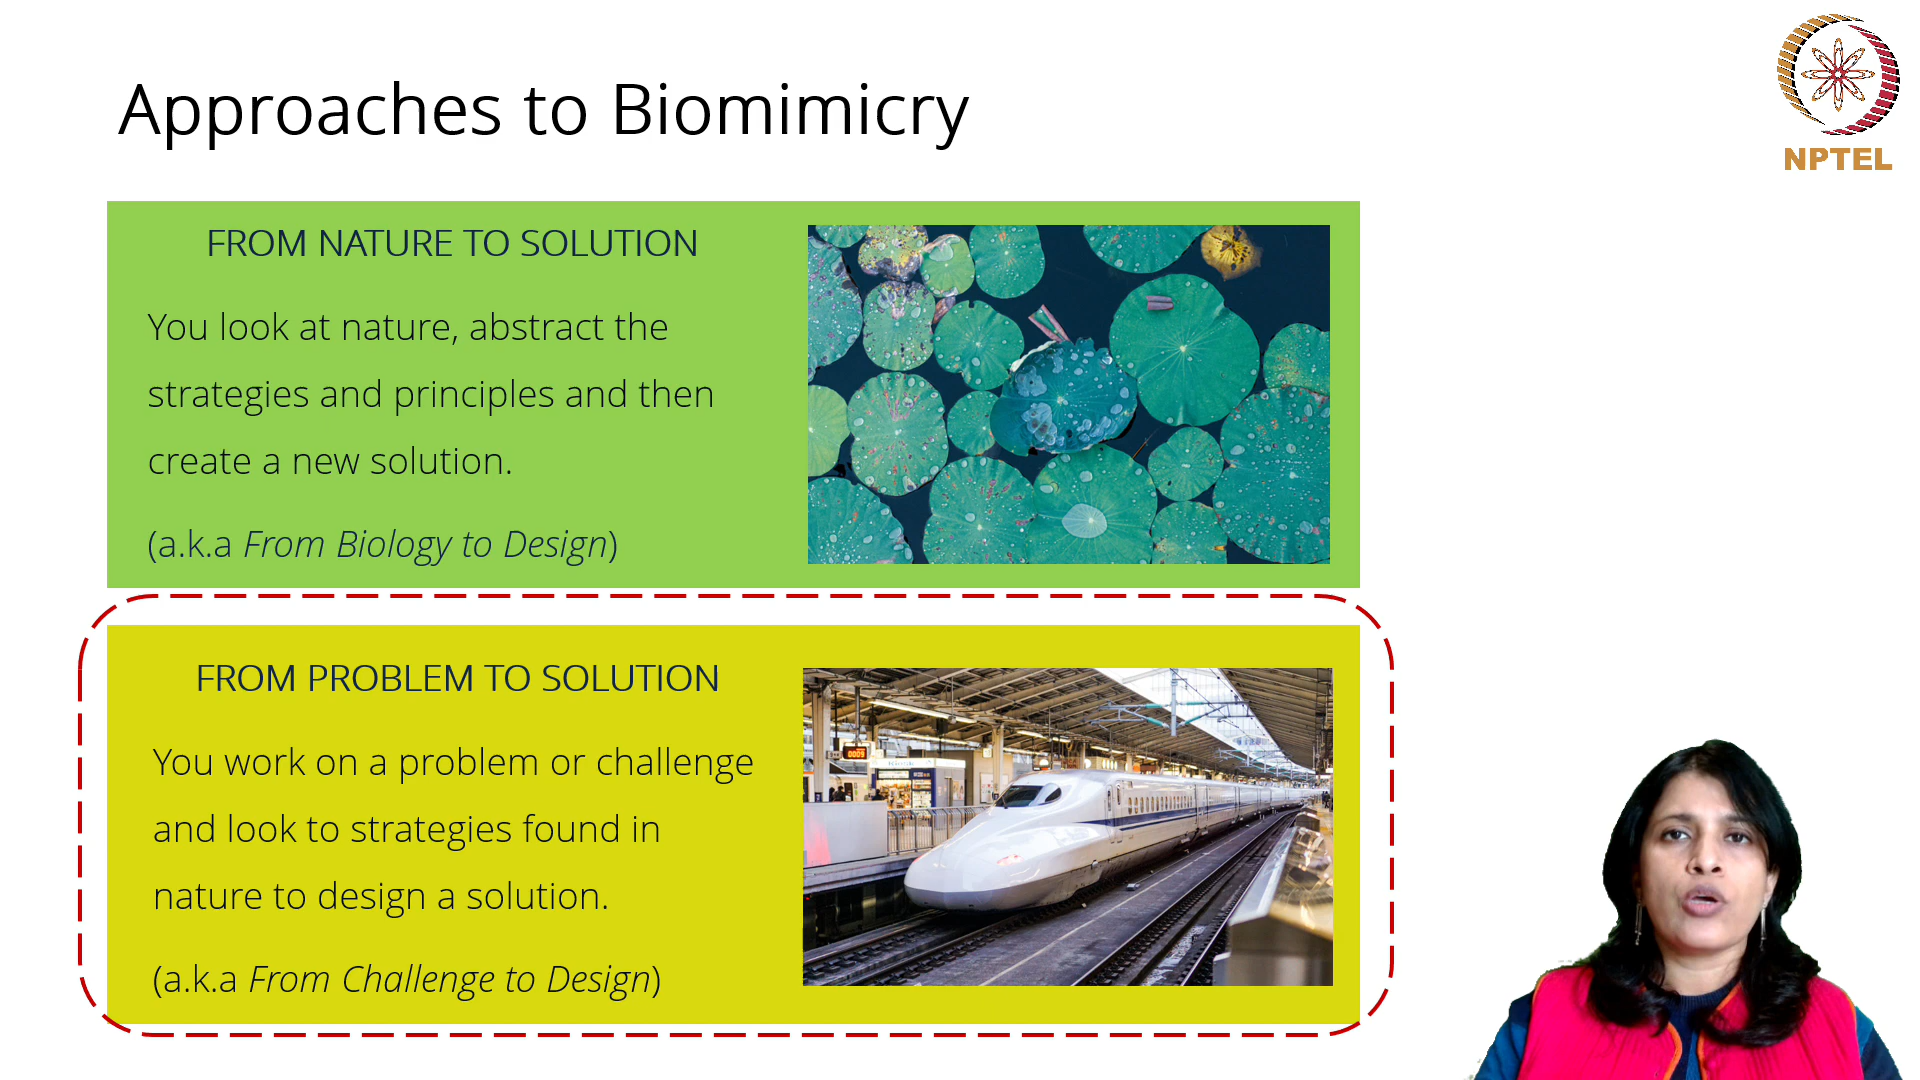 Approaches to Biomimicry
NPTEL
FROM NATURE TO SOLUTION
You look at nature, abstract the
strategies and principles and then
create a new solution.
(a.k.a From Biology to Design)
FROM PROBLEM TO SOLUTION
You work on a problem or challenge
and look to strategies found in
nature to design a solution.
(a.k.a From Challenge to Design)